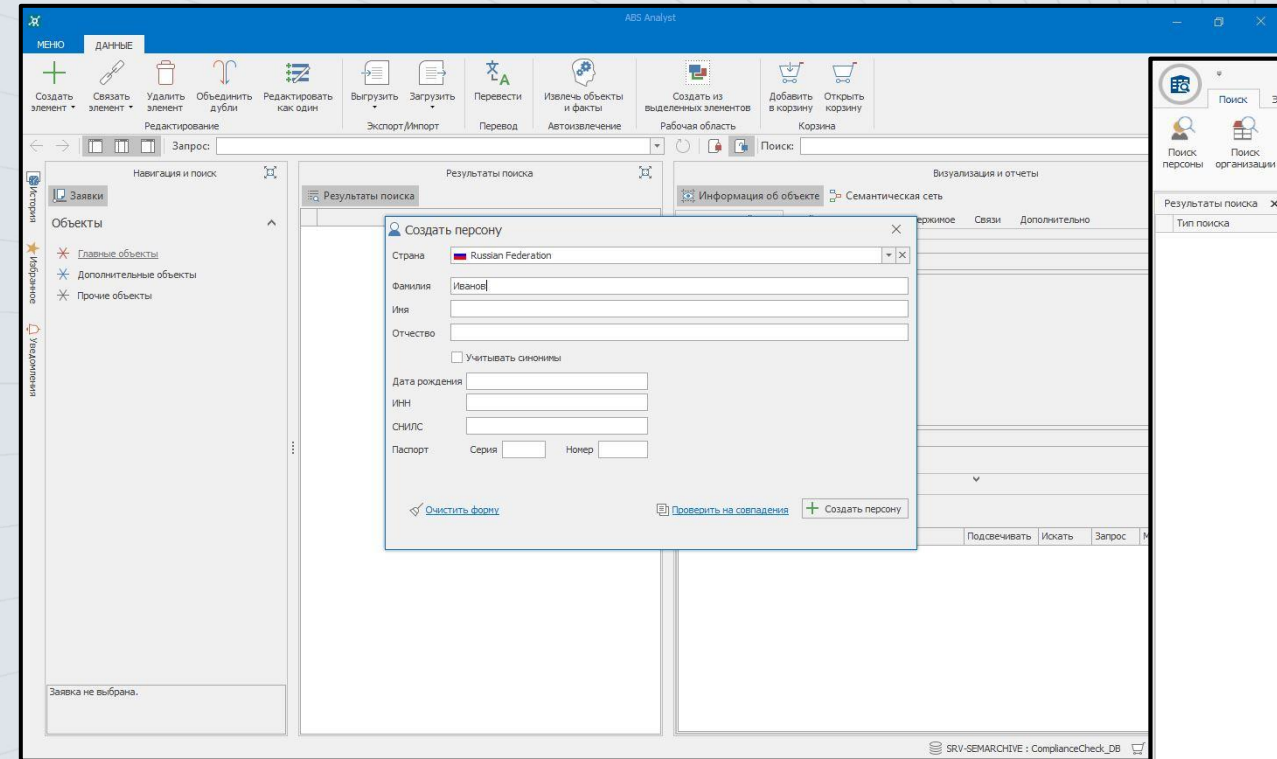 ABS Analyst
МЕНЮ ДАННЫЕ
Создать элемент
Связать элемент
Удалить элемент
Объединить дубли
Редактировать как один
Выгрузить
Загрузить
Перевести
Извлечь объекты и факты
Создать из выделенных элементов
Добавить в корзину
Открыть корзину
Редактирование
Экспорт/Импорт
Перевод
Автоизвлечение
Рабочая область
Корзина
Запрос:
Поиск:
История
Избранное
Уведомления
Навигация и поиск
Заявки
Объекты
Главные объекты
Дополнительные объекты
Прочие объекты
Заявка не выбрана.
Результаты поиска
Результаты поиска
Визуализация и отчеты
Информация об объекте
Семантическая сеть
Связи
Дополнительно
Создать персону
Страна Russian Federation
Фамилия Иванов
Имя
Отчество
Учитывать синонимы
Дата рождения
ИНН
СНИЛС
Паспорт Серия Номер
Очистить форму
Проверить на совпадения
Создать персону
Подсвечивать Искать Запрос
SRV-SEMARCHIVE : ComplianceCheck_DB
Поиск
Поиск персоны
Поиск организации
Результаты поиска
Тип поиска